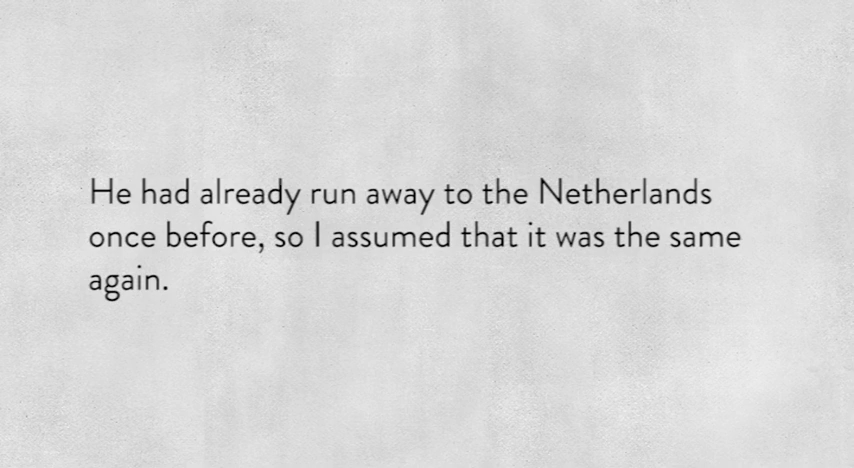 He had already run away to the Netherlands
once before, so I assumed that it was the same
again.